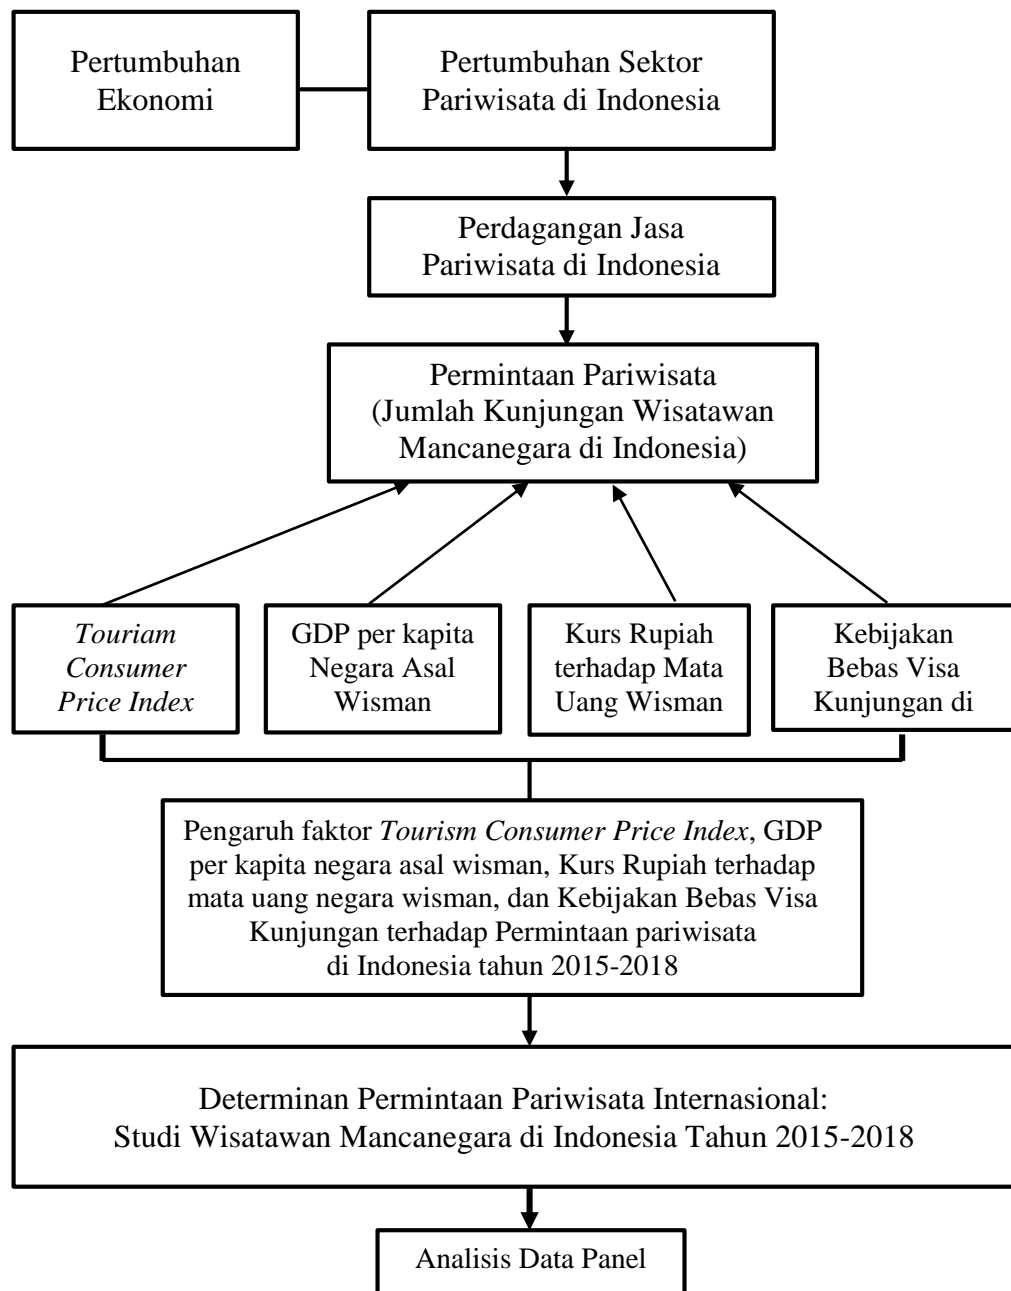 Pertumbuhan
Ekonomi
Pertumbuhan Sektor
Pariwisata di Indonesia
Perdagangan Jasa
Pariwisata di Indonesia
Permintaan Pariwisata
(Jumlah Kunjungan Wisatawan
Mancanegara di Indonesia)
Touriam
Consumer
Price Index
GDP per kapita
Negara Asal
Wisman
Kurs Rupiah
terhadap Mata
Uang Wisman
Kebijakan
Bebas Visa
Kunjungan di
Pengaruh faktor Tourism Consumer Price Index, GDP
per kapita negara asal wisman, Kurs Rupiah terhadap
mata uang negara wisman, dan Kebijakan Bebas Visa
Kunjungan terhadap Permintaan pariwisata
di Indonesia tahun 2015-2018
Determinan Permintaan Pariwisata Internasional:
Studi Wisatawan Mancanegara di Indonesia Tahun 2015-2018
Analisis Data Panel